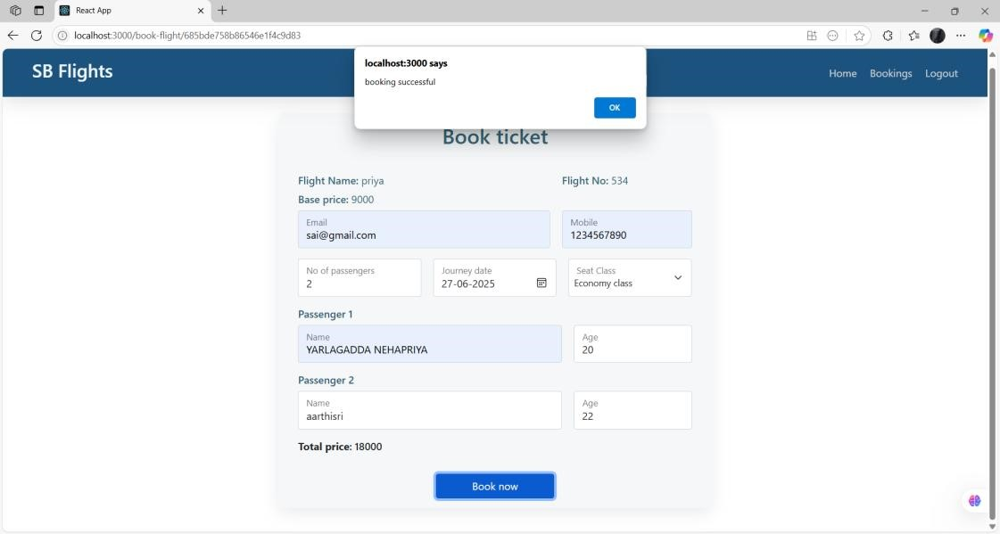 React App
localhost:3000/book-flight/685bde758b86546e1f4c9d83
localhost:3000 says
booking successful
OK
SB Flights
Home Bookings Logout
Book ticket
Flight Name: priya Flight No: 534
Base price: 9000
Email Mobile
sai@gmail.com 1234567890
No of passengers Journey date Seat Class
2 27-06-2025 Economy class
Passenger 1
Name Age
YARLAGADDA NEHAPRIYA 20
Passenger 2
Name Age
aarthisri 22
Total price: 18000
Book now